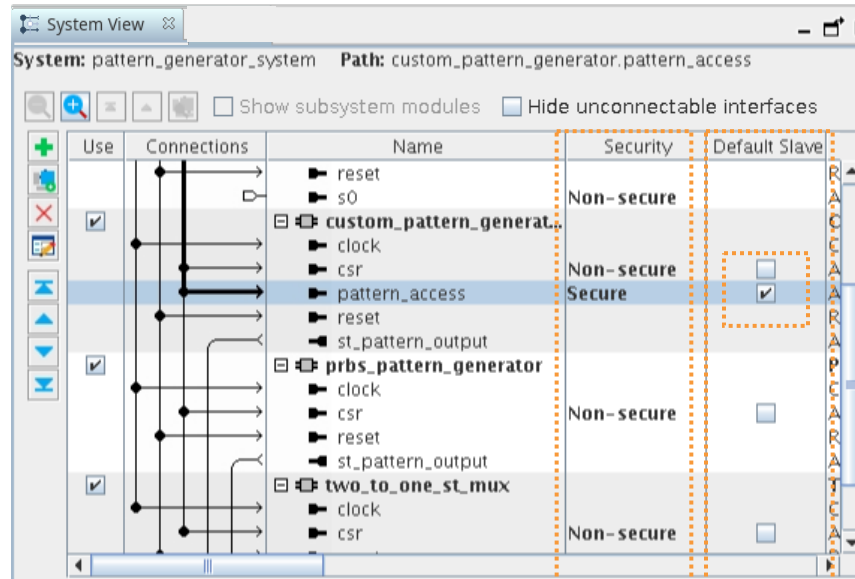 System View
System: pattern_generator_system Path: custom_pattern_generator.pattern_access
Show subsystem modules Hide unconnectable interfaces
Use Connections Name Security Default Slave
reset R
s0 Non-secure A
custom_pattern_generat... C
clock C
csr Non-secure A
pattern_access Secure A
reset R
st_pattern_output A
prbs_pattern_generator P
clock C
csr Non-secure A
reset R
st_pattern_output A
two_to_one_st_mux T
clock C
csr Non-secure A